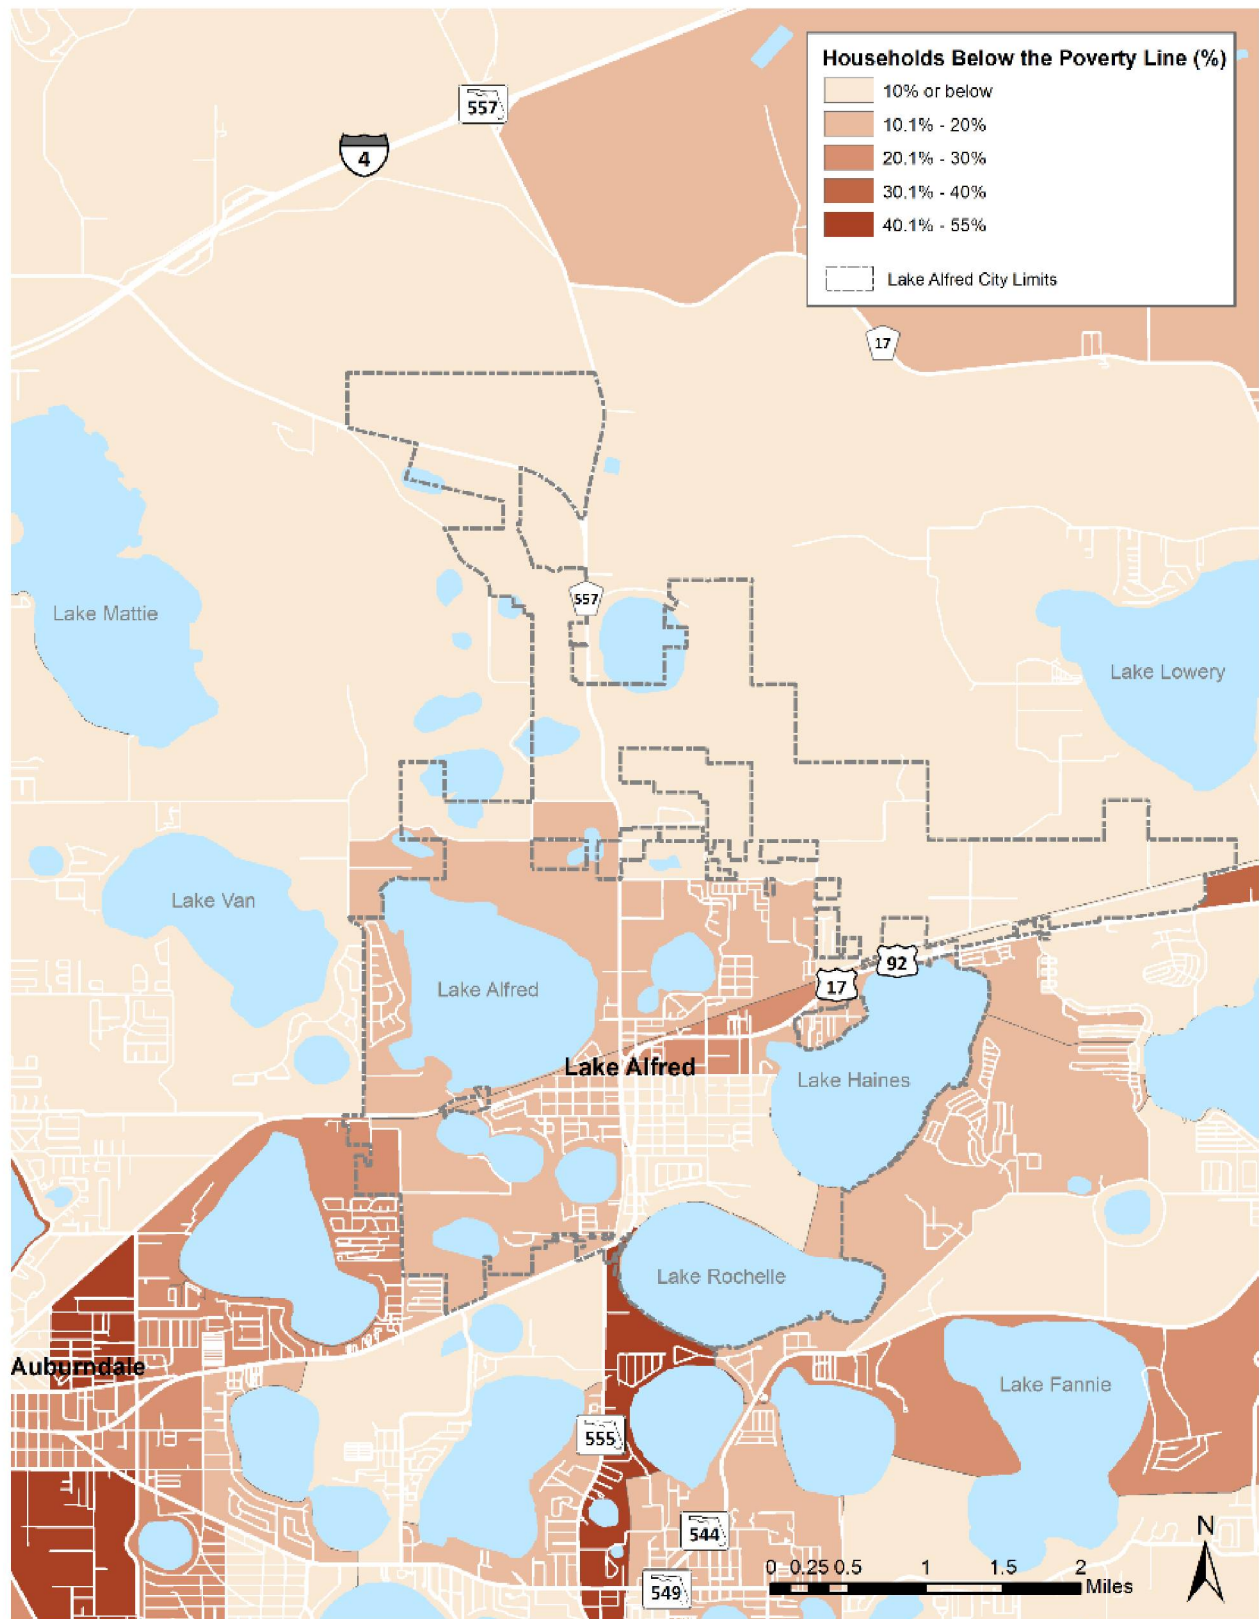 Households Below the Poverty Line (%)
10% or below
10.1% - 20%
20.1% - 30%
30.1% - 40%
40.1% - 55%
Lake Alfred City Limits
557
4
17
557
Lake Mattie
Lake Lowery
Lake Van
Lake Alfred
92
17
Lake Alfred
Lake Haines
Lake Rochelle
Auburndale
Lake Fannie
555
544
549
N
0 0.25 0.5 1 1.5 2
Miles